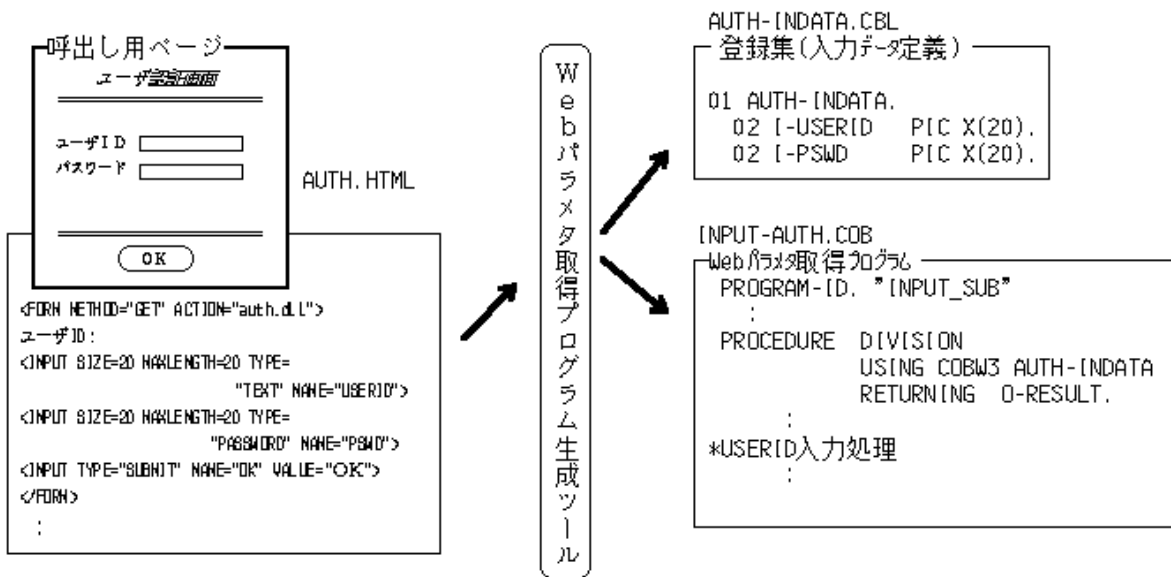 呼出し用ページ
ユーザ認証画面
ユーザID
パスワード
OK
AUTH.HTML
<FORM METHOD="GET" ACTION="auth.dll">
ユーザID:
<INPUT SIZE=20 MAXLENGTH=20 TYPE=
"TEXT" NAME="USERID">
<INPUT SIZE=20 MAXLENGTH=20 TYPE=
"PASSWORD" NAME="PSWD">
<INPUT TYPE="SUBMIT" NAME="OK" VALUE="OK">
</FORM>
:
Webパラメタ取得プログラム生成ツール
AUTH-INDATA.CBL
登録集(入力データ定義)
01 AUTH-INDATA.
02 I-USERID PIC X(20).
02 I-PSWD PIC X(20).
INPUT-AUTH.COB
Webパラメタ取得プログラム
PROGRAM-ID. "INPUT_SUB"
:
PROCEDURE DIVISION
USING COBW3 AUTH-INDATA
RETURNING O-RESULT.
:
*USERID入力処理
: